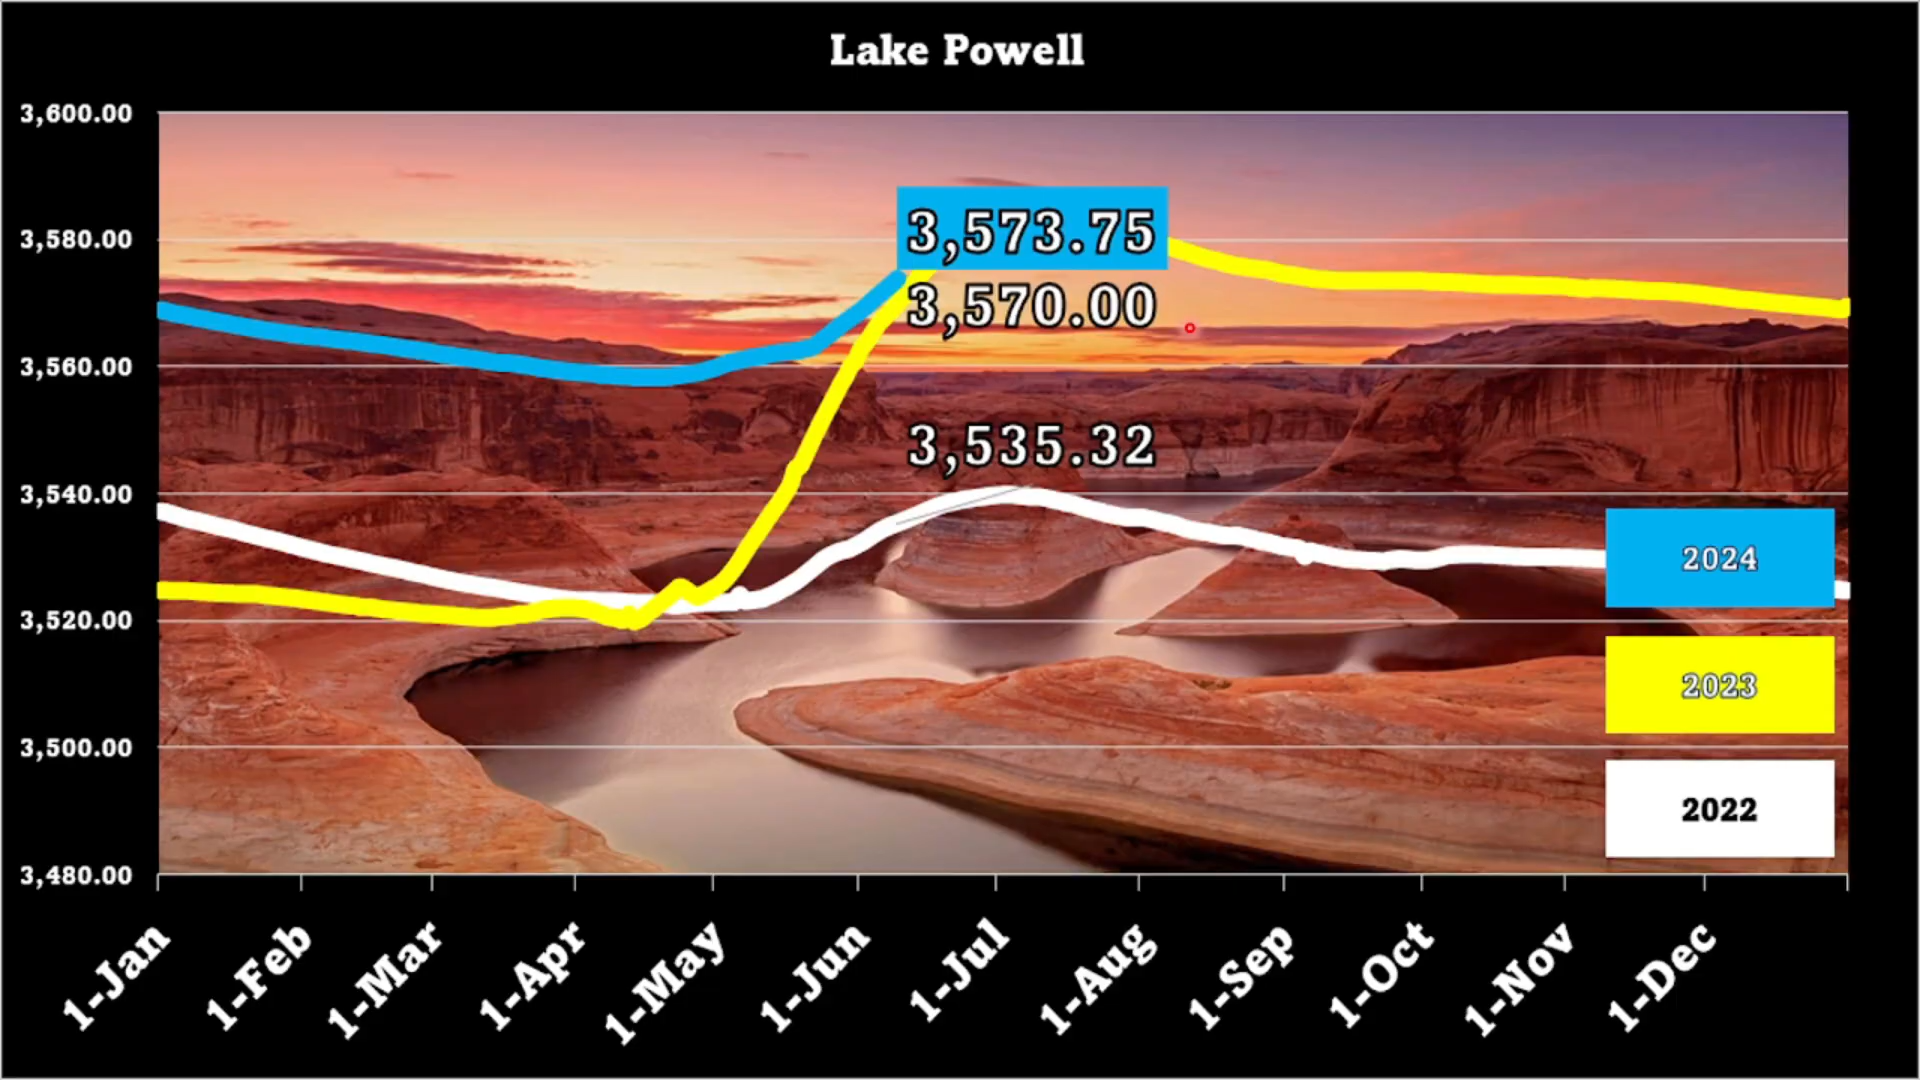 Lake Powell
3,600.00
3,580.00
3,560.00
3,540.00
3,520.00
3,500.00
3,480.00
3,573.75
3,570.00
3,535.32
2024
2023
2022
1-Jan
1-Feb
1-Mar
1-Apr
1-May
1-Jun
1-Jul
1-Aug
1-Sep
1-Oct
1-Nov
1-Dec